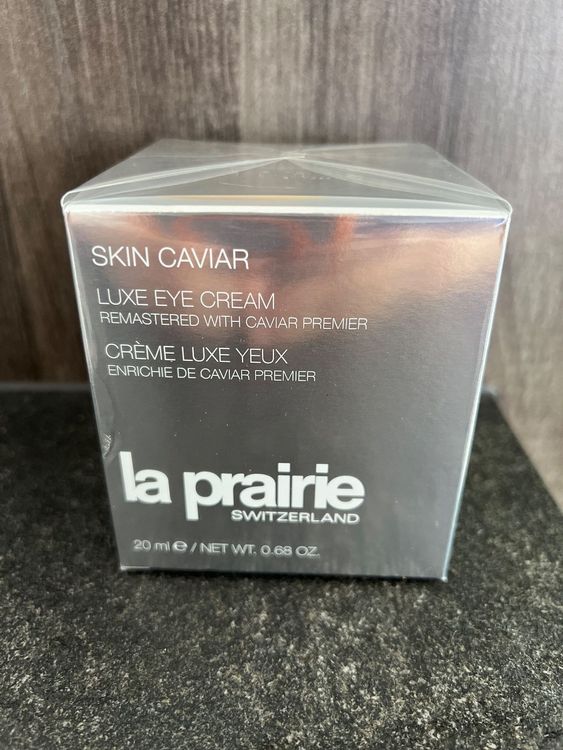 SKIN CAVIAR
LUXE EYE CREAM
REMASTERED WITH CAVIAR PREMIER
CRÈME LUXE YEUX
ENRICHIE DE CAVIAR PREMIER
la prairie
SWITZERLAND
20 ml ℮ / NET WT. 0.68 OZ.